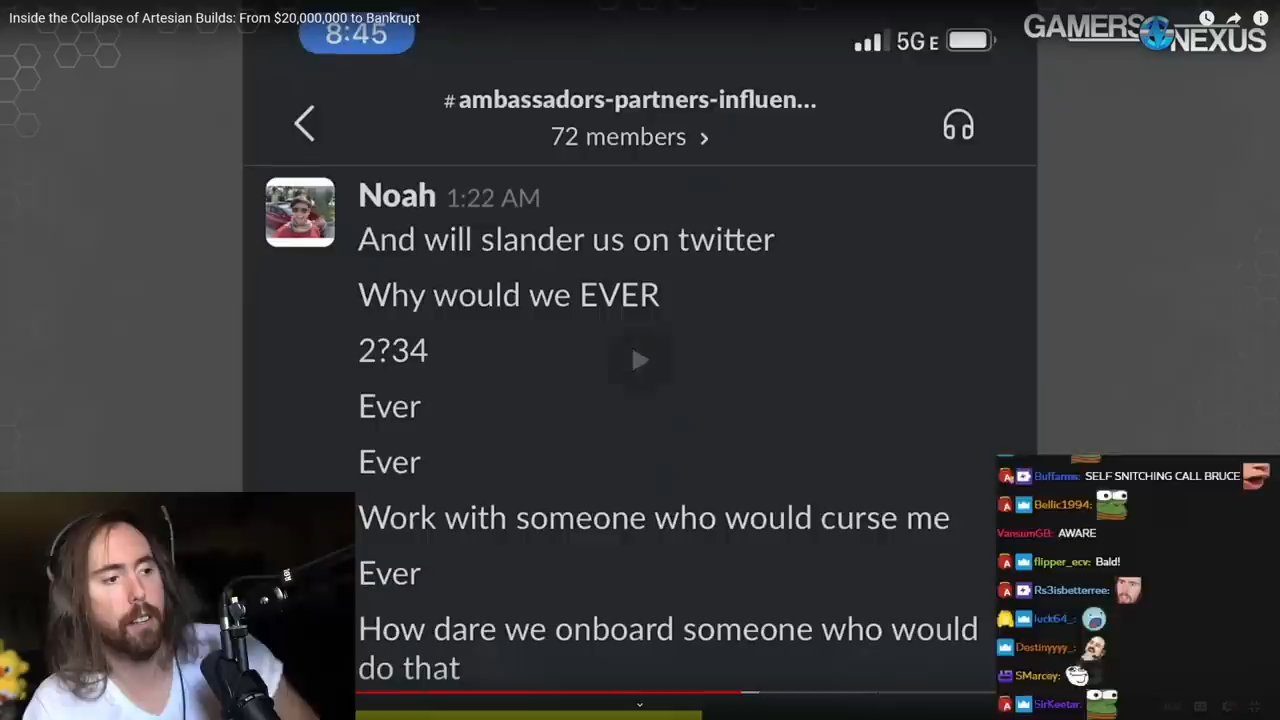 Inside the Collapse of Artesian Builds: From $20,000,000 to Bankrupt
GAMERS
NEXUS
8:45
5G E
#ambassadors-partners-influen...
72 members >
Noah 1:22 AM
And will slander us on twitter
Why would we EVER
2?34
Ever
Ever
Work with someone who would curse me
Ever
How dare we onboard someone who would
do that
Buffarms: SELF SNITCHING CALL BRUCE
Bellic1994:
VansumGB: AWARE
flipper_ecv: Bald!
Rs3isbetterree:
luck64_:
Destinyyyy_:
SMarcey:
SirKeetar: